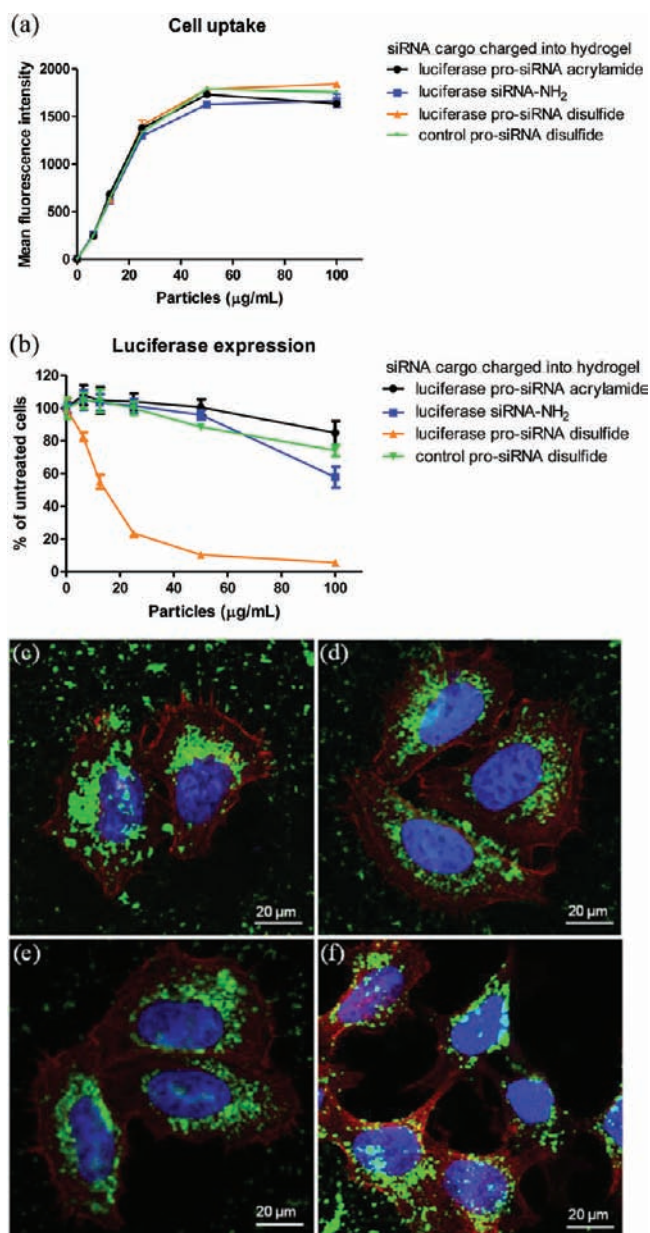 (a)
Cell uptake
siRNA cargo charged into hydrogel
luciferase pro-siRNA acrylamide
luciferase siRNA-NH₂
luciferase pro-siRNA disulfide
control pro-siRNA disulfide
Mean fluorescence intensity
2000
1500
1000
500
0
0 20 40 60 80 100
Particles (μg/mL)
(b)
Luciferase expression
siRNA cargo charged into hydrogel
luciferase pro-siRNA acrylamide
luciferase siRNA-NH₂
luciferase pro-siRNA disulfide
control pro-siRNA disulfide
% of untreated cells
120
100
80
60
40
20
0
0 20 40 60 80 100
Particles (μg/mL)
(c)
20 μm
(d)
20 μm
(e)
20 μm
(f)
20 μm